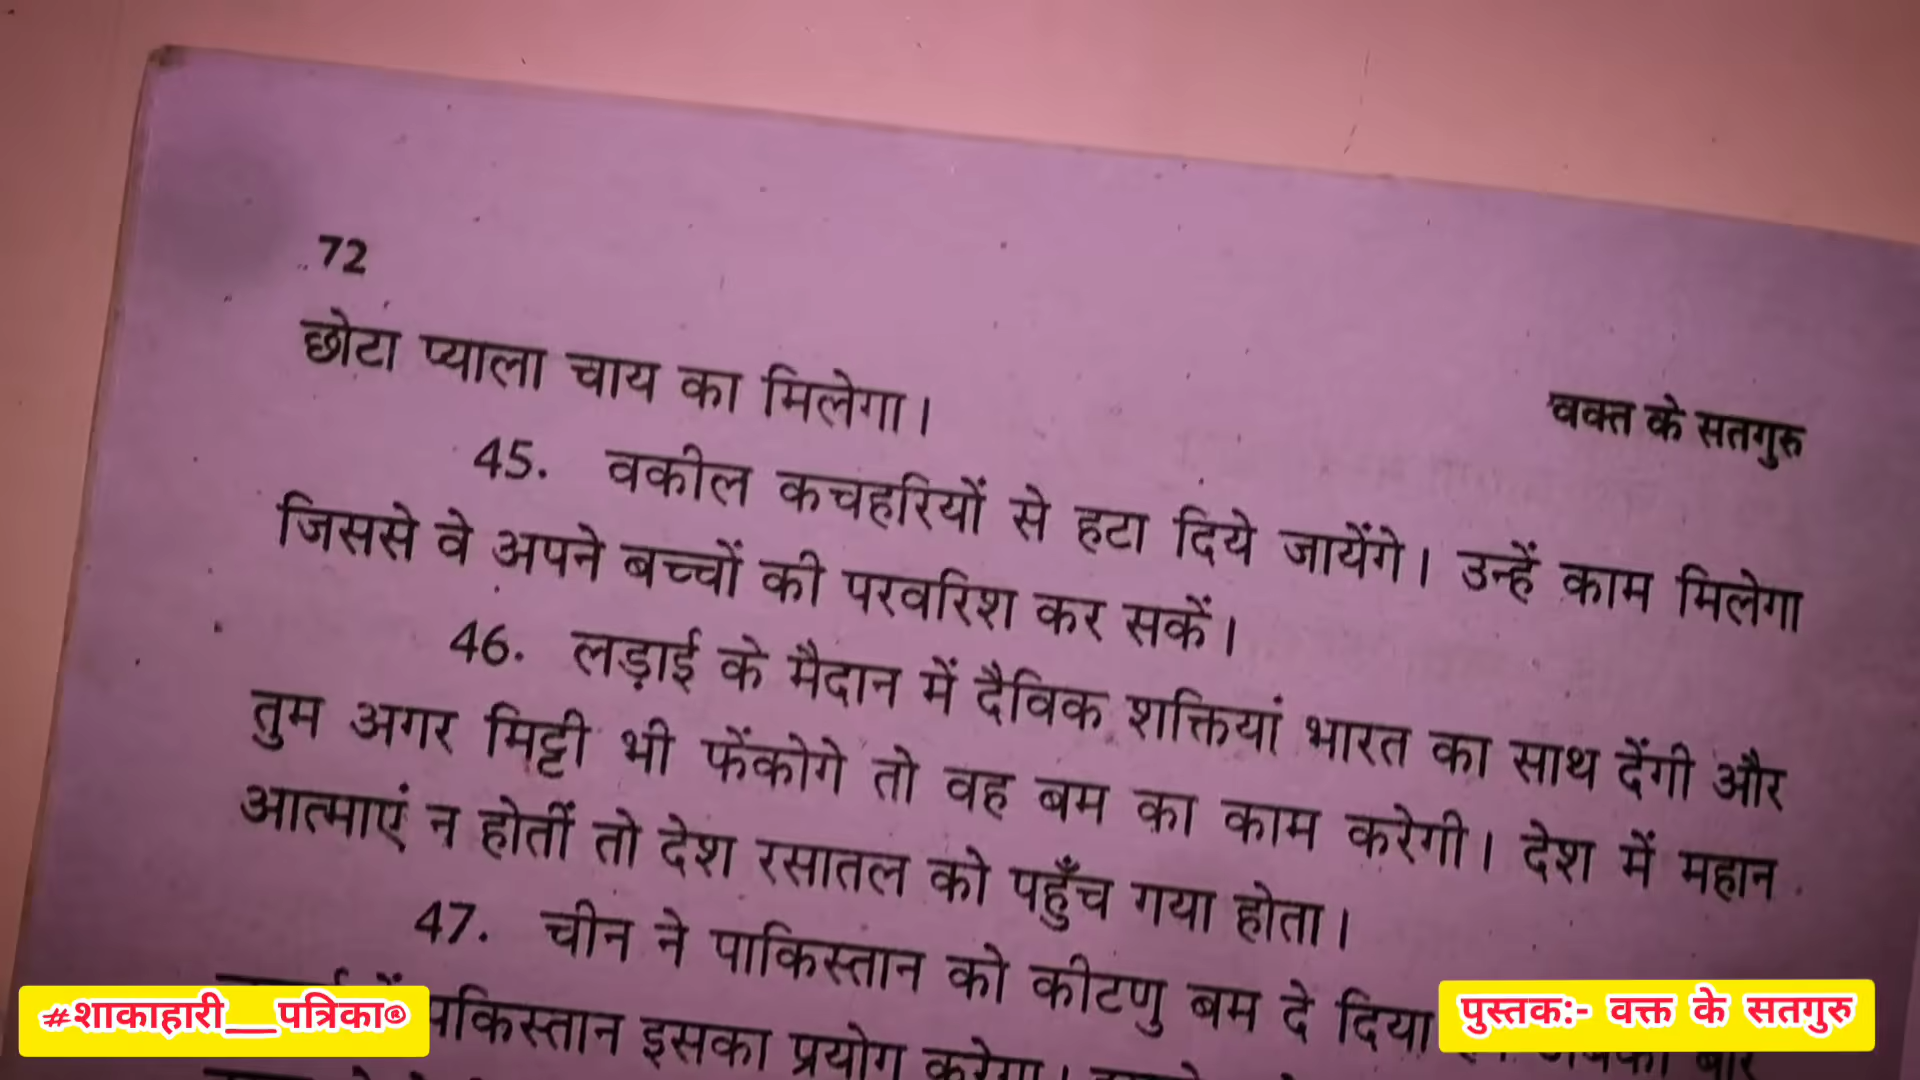 72
वक्त के सतगुरु
छोटा प्याला चाय का मिलेगा।
45. वकील कचहरियों से हटा दिये जायेंगे। उन्हें काम मिलेगा
जिससे वे अपने बच्चों की परवरिश कर सकें।
46. लड़ाई के मैदान में दैविक शक्तियां भारत का साथ देंगी और
तुम अगर मिट्टी भी फेंकोगे तो वह बम का काम करेगी। देश में महान
आत्माएं न होतीं तो देश रसातल को पहुँच गया होता।
47. चीन ने पाकिस्तान को कीटणु बम दे दिया
पाकिस्तान इसका प्रयोग करेगा।
#शाकाहारी__पत्रिका®
पुस्तकः- वक्त के सतगुरु